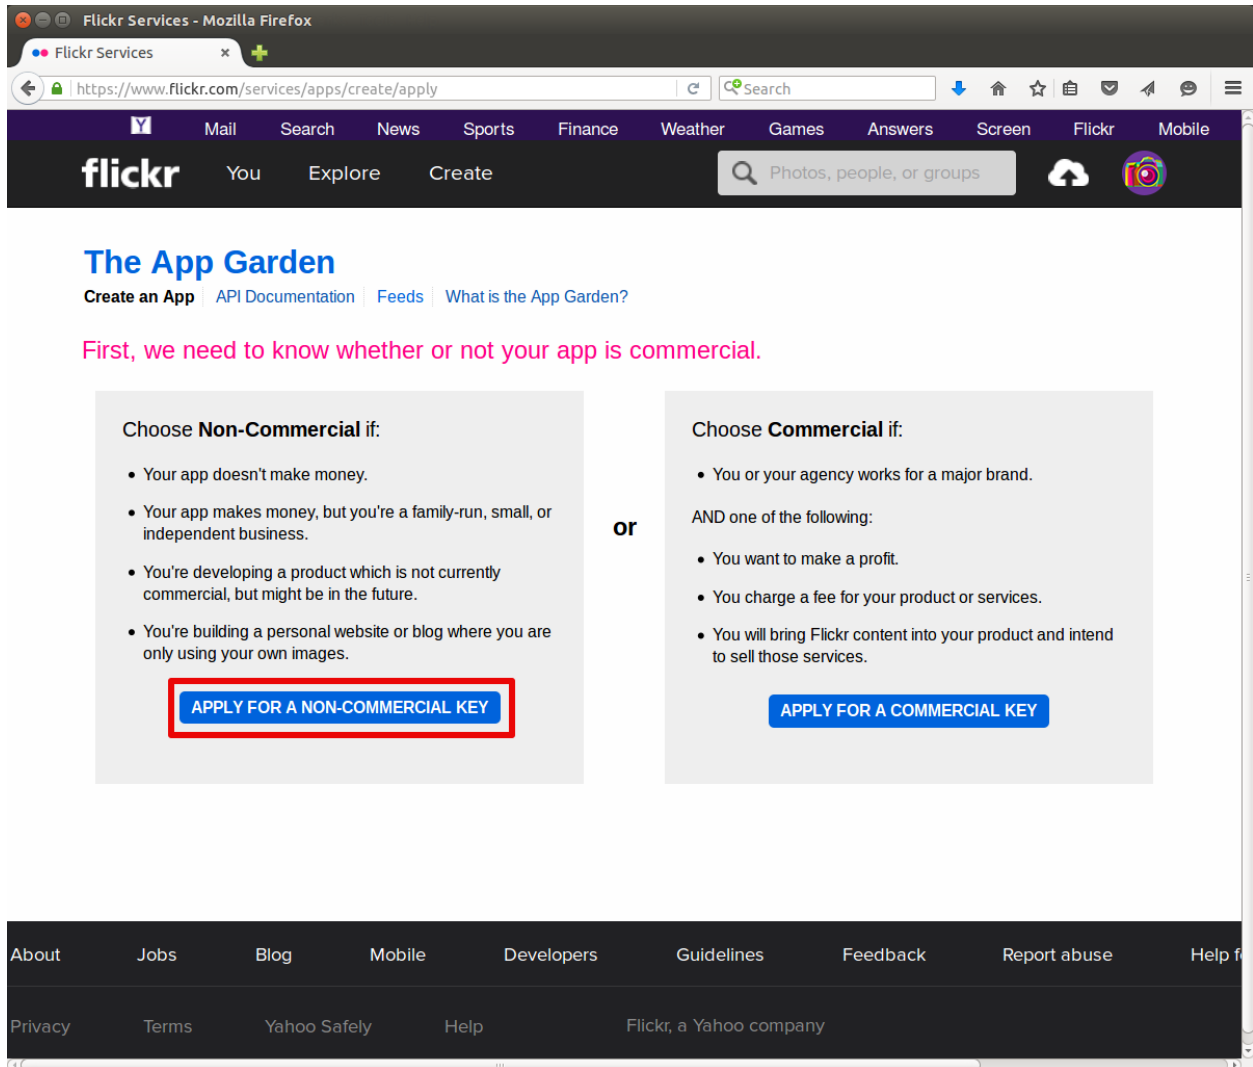 Flickr Services - Mozilla Firefox
Flickr Services
https://www.flickr.com/services/apps/create/apply
Search
Y Mail Search News Sports Finance Weather Games Answers Screen Flickr Mobile
flickr You Explore Create Photos, people, or groups
The App Garden
Create an App API Documentation Feeds What is the App Garden?
First, we need to know whether or not your app is commercial.
Choose Non-Commercial if:
• Your app doesn't make money.
• Your app makes money, but you're a family-run, small, or
independent business.
• You're developing a product which is not currently
commercial, but might be in the future.
• You're building a personal website or blog where you are
only using your own images.
APPLY FOR A NON-COMMERCIAL KEY
or
Choose Commercial if:
• You or your agency works for a major brand.
AND one of the following:
• You want to make a profit.
• You charge a fee for your product or services.
• You will bring Flickr content into your product and intend
to sell those services.
APPLY FOR A COMMERCIAL KEY
About Jobs Blog Mobile Developers Guidelines Feedback Report abuse Help f
Privacy Terms Yahoo Safely Help Flickr, a Yahoo company